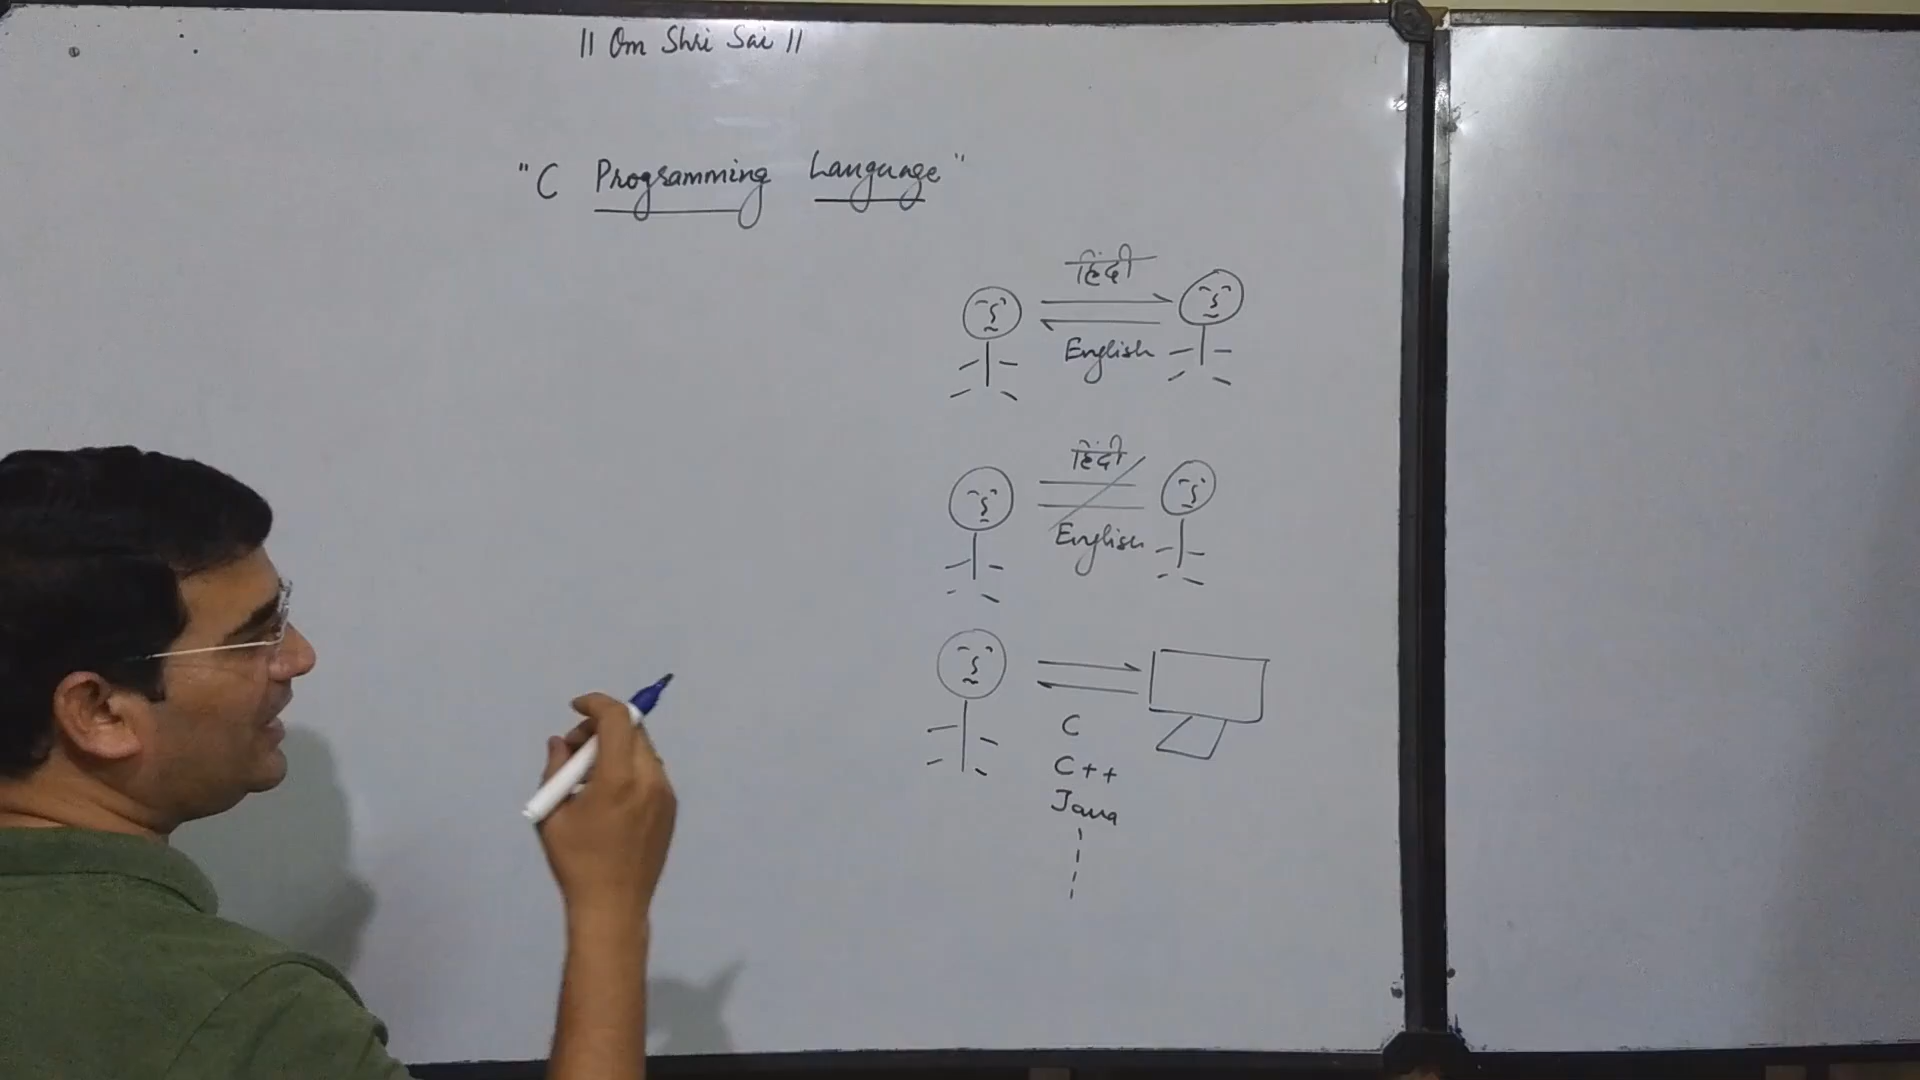 || Om Shri Sai ||
"C Programming Language"
हिंदी
English
हिंदी
English
C
C++
Java